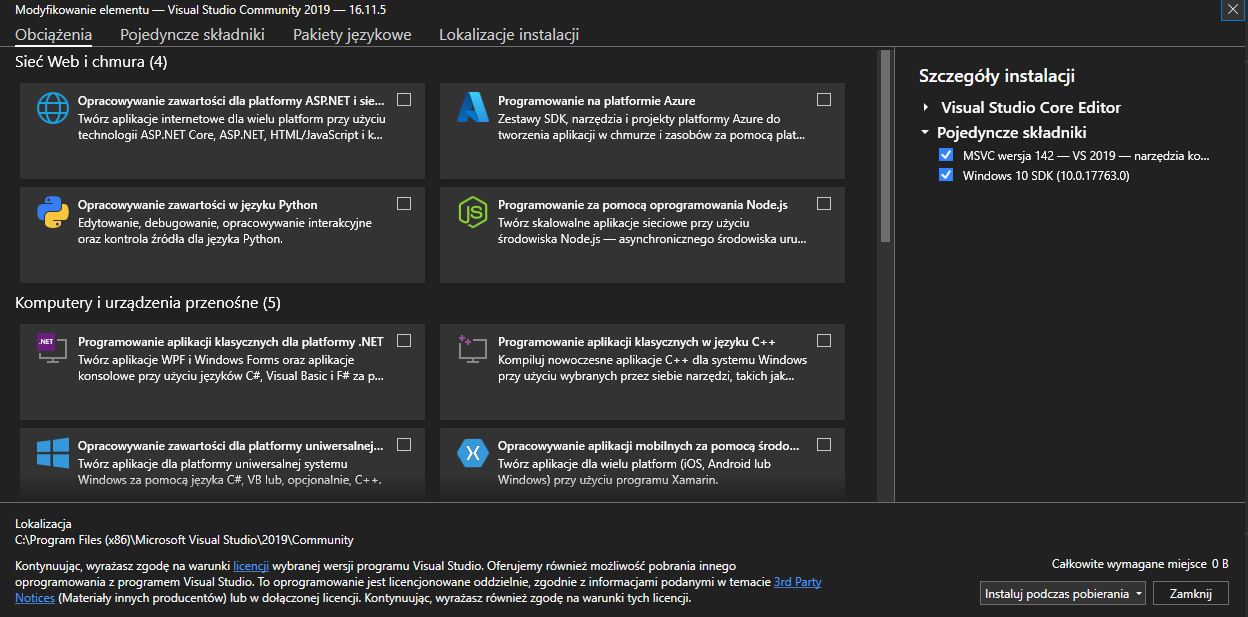 Modyfikowanie elementu — Visual Studio Community 2019 — 16.11.5
Obciążenia
Pojedyncze składniki
Pakiety językowe
Lokalizacje instalacji
Sieć Web i chmura (4)
Opracowywanie zawartości dla platformy ASP.NET i sie...
Twórz aplikacje internetowe dla wielu platform przy użyciu
technologii ASP.NET Core, ASP.NET, HTML/JavaScript i k...
Programowanie na platformie Azure
Zestawy SDK, narzędzia i projekty platformy Azure do
tworzenia aplikacji w chmurze i zasobów za pomocą plat...
Opracowywanie zawartości w języku Python
Edytowanie, debugowanie, opracowywanie interakcyjne
oraz kontrola źródła dla języka Python.
Programowanie za pomocą oprogramowania Node.js
Twórz skalowalne aplikacje sieciowe przy użyciu
środowiska Node.js — asynchronicznego środowiska uru...
Komputery i urządzenia przenośne (5)
.NET
Programowanie aplikacji klasycznych dla platformy .NET
Twórz aplikacje WPF i Windows Forms oraz aplikacje
konsolowe przy użyciu języków C#, Visual Basic i F# za p...
Programowanie aplikacji klasycznych w języku C++
Kompiluj nowoczesne aplikacje C++ dla systemu Windows
przy użyciu wybranych przez siebie narzędzi, takich jak...
Opracowywanie zawartości dla platformy uniwersalnej...
Twórz aplikacje dla platformy uniwersalnej systemu
Windows za pomocą języka C#, VB lub, opcjonalnie, C++.
Opracowywanie aplikacji mobilnych za pomocą środo...
Twórz aplikacje dla wielu platform (iOS, Android lub
Windows) przy użyciu programu Xamarin.
Szczegóły instalacji
Visual Studio Core Editor
Pojedyncze składniki
MSVC wersja 142 — VS 2019 — narzędzia ko...
Windows 10 SDK (10.0.17763.0)
Lokalizacja
C:\Program Files (x86)\Microsoft Visual Studio\2019\Community
Kontynuując, wyrażasz zgodę na warunki licencji wybranej wersji programu Visual Studio. Oferujemy również możliwość pobrania innego
oprogramowania z programem Visual Studio. To oprogramowanie jest licencjonowane oddzielnie, zgodnie z informacjami podanymi w temacie 3rd Party
Notices (Materiały innych producentów) lub w dołączonej licencji. Kontynuując, wyrażasz również zgodę na warunki tych licencji.
Całkowite wymagane miejsce 0 B
Instaluj podczas pobierania
Zamknij